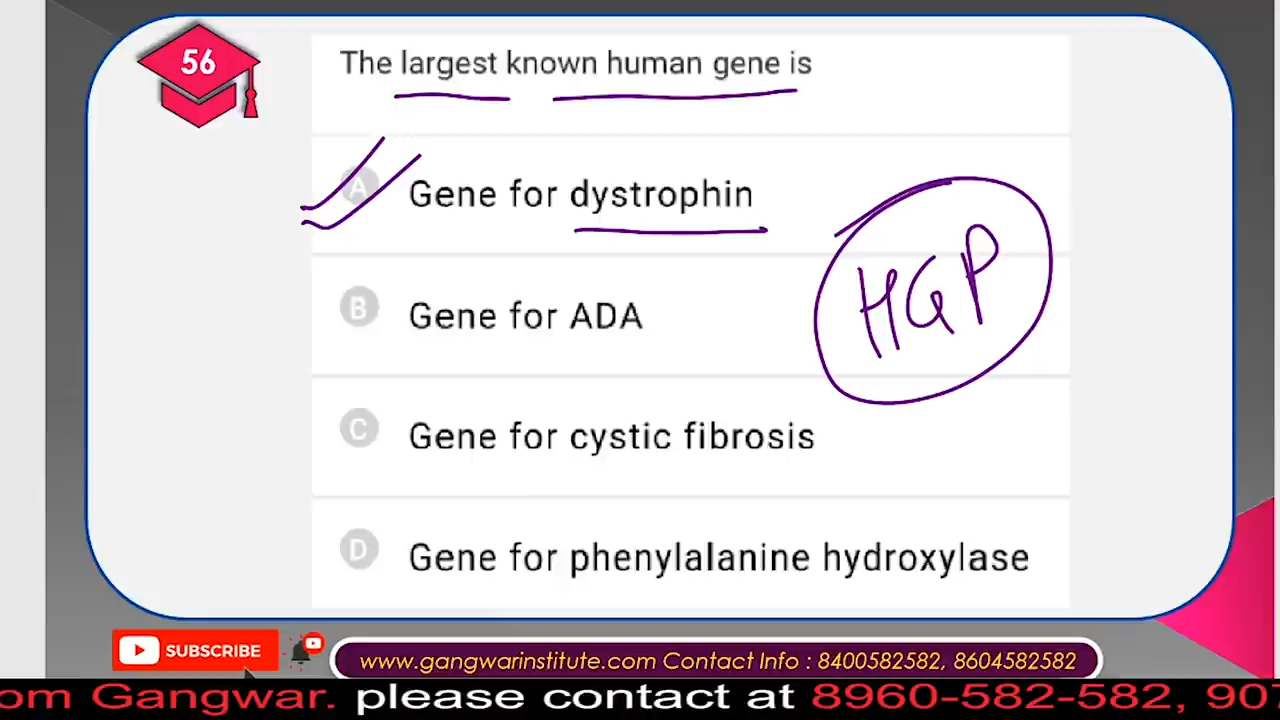 56
The largest known human gene is
A Gene for dystrophin
HGP
B Gene for ADA
C Gene for cystic fibrosis
D Gene for phenylalanine hydroxylase
SUBSCRIBE
www.gangwarinstitute.com Contact Info : 8400582582, 8604582582
om Gangwar. please contact at 8960-582-582, 907